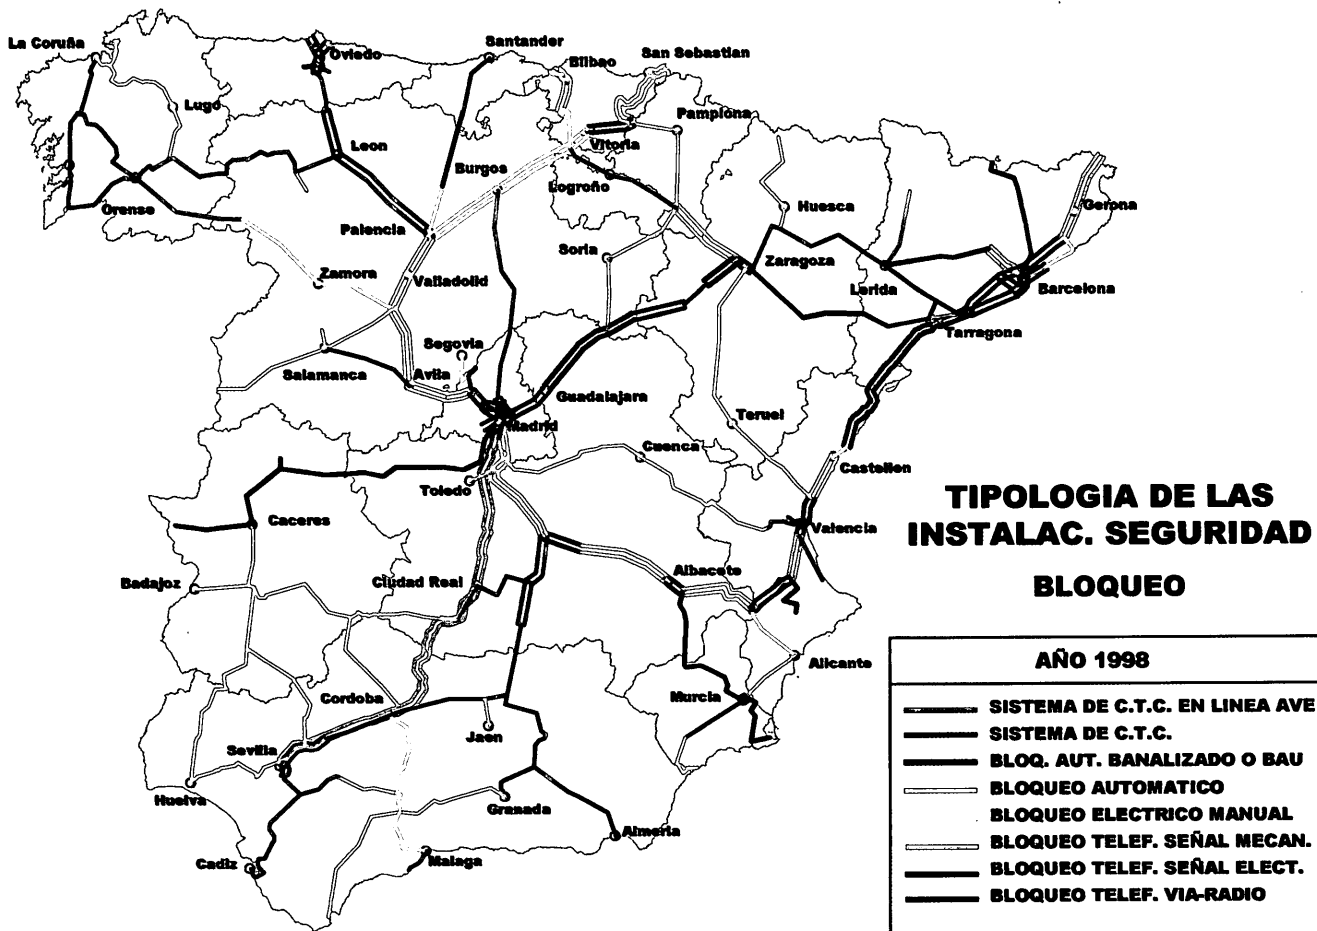 La Coruña
Oviedo
Santander
Bilbao
San Sebastian
Lugo
Pamplona
Leon
Vitoria
Burgos
Logroño
Orense
Palencia
Huesca
Gerona
Soria
Zaragoza
Zamora
Valladolid
Lerida
Barcelona
Tarragona
Segovia
Salamanca
Avila
Guadalajara
Madrid
Teruel
Cuenca
Castellon
Toledo
Caceres
Valencia
Badajoz
Ciudad Real
Albacete
Alicante
Cordoba
Murcia
Jaen
Sevilla
Huelva
Granada
Almeria
Cadiz
Malaga
TIPOLOGIA DE LAS
INSTALAC. SEGURIDAD
BLOQUEO
AÑO 1998
SISTEMA DE C.T.C. EN LINEA AVE
SISTEMA DE C.T.C.
BLOQ. AUT. BANALIZADO O BAU
BLOQUEO AUTOMATICO
BLOQUEO ELECTRICO MANUAL
BLOQUEO TELEF. SEÑAL MECAN.
BLOQUEO TELEF. SEÑAL ELECT.
BLOQUEO TELEF. VIA-RADIO